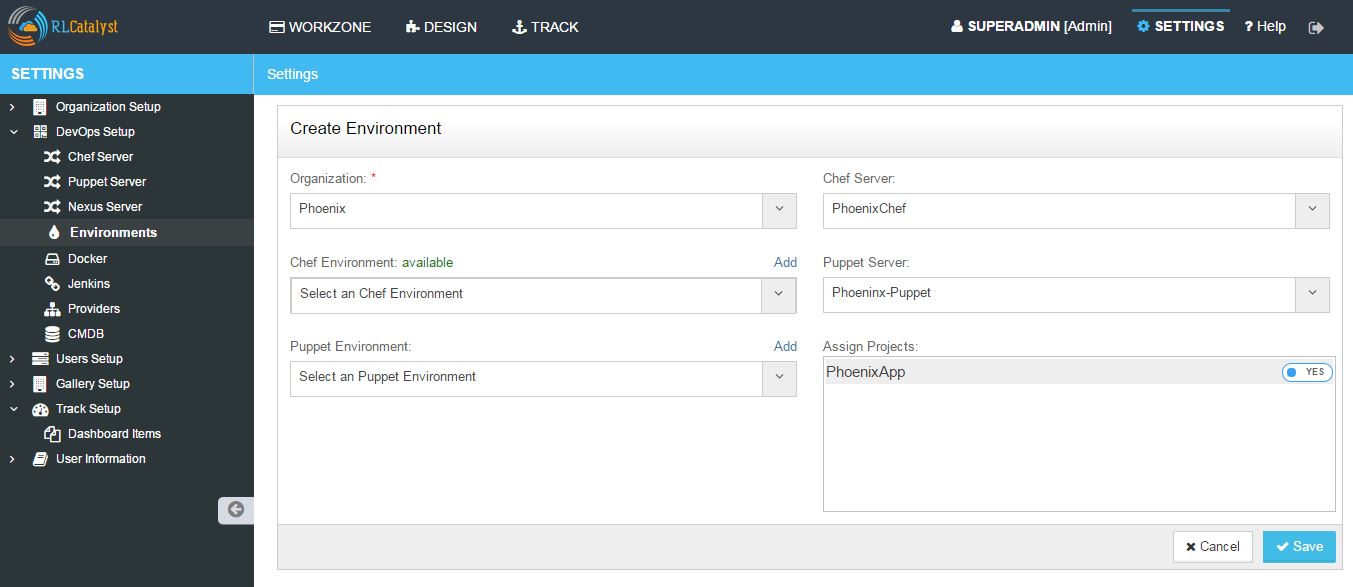 RLCatalyst
WORKZONE
DESIGN
TRACK
SUPERADMIN [Admin]
SETTINGS
? Help
SETTINGS
Settings
Organization Setup
DevOps Setup
Chef Server
Puppet Server
Nexus Server
Environments
Docker
Jenkins
Providers
CMDB
Users Setup
Gallery Setup
Track Setup
Dashboard Items
User Information
Create Environment
Organization: *
Phoenix
Chef Server:
PhoenixChef
Chef Environment: available
Add
Select an Chef Environment
Puppet Server:
Phoeninx-Puppet
Puppet Environment:
Add
Select an Puppet Environment
Assign Projects:
PhoenixApp
YES
Cancel
Save